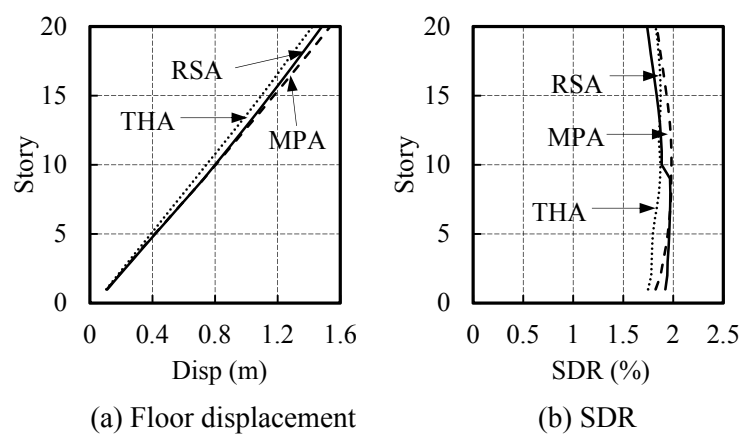 20
15
10
5
0
Story
RSA
THA
MPA
0 0.4 0.8 1.2 1.6
Disp (m)
(a) Floor displacement
20
15
10
5
0
Story
RSA
MPA
THA
0 0.5 1 1.5 2 2.5
SDR (%)
(b) SDR